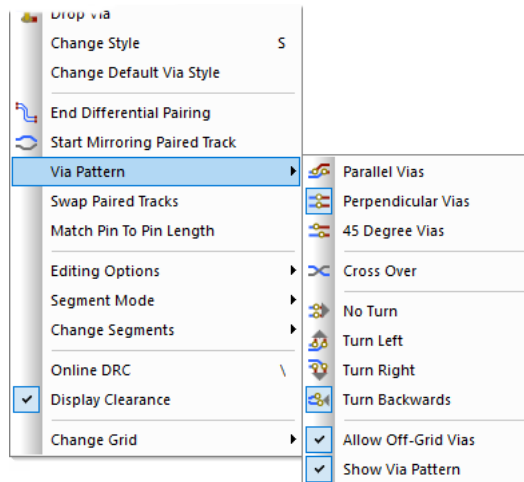 Drop Via
Change Style S
Change Default Via Style
End Differential Pairing
Start Mirroring Paired Track
Via Pattern
Swap Paired Tracks
Match Pin To Pin Length
Editing Options
Segment Mode
Change Segments
Online DRC \
Display Clearance
Change Grid
Parallel Vias
Perpendicular Vias
45 Degree Vias
Cross Over
No Turn
Turn Left
Turn Right
Turn Backwards
Allow Off-Grid Vias
Show Via Pattern